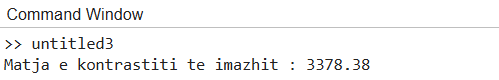 Command Window
>> untitled3
Matja e kontrastiti te imazhit : 3378.38